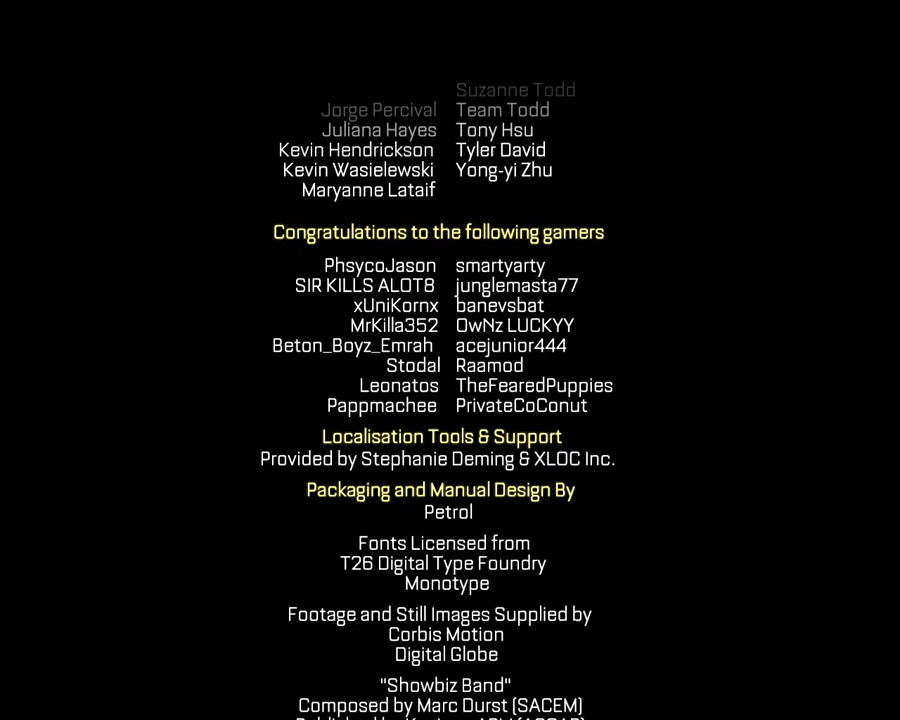 Suzanne Todd
Jorge Percival Team Todd
Juliana Hayes Tony Hsu
Kevin Hendrickson Tyler David
Kevin Wasielewski Yong-yi Zhu
Maryanne Lataif
Congratulations to the following gamers
PhsycoJason smartyarty
SIR KILLS ALOT8 junglemasta77
xUniKornx banevsbat
MrKilla352 OwNz LUCKYY
Beton_Boyz_Emrah acejunior444
Stodal Raamod
Leonatos TheFearedPuppies
Pappmachee PrivateCoConut
Localisation Tools & Support
Provided by Stephanie Deming & XLOC Inc.
Packaging and Manual Design By
Petrol
Fonts Licensed from
T26 Digital Type Foundry
Monotype
Footage and Still Images Supplied by
Corbis Motion
Digital Globe
"Showbiz Band"
Composed by Marc Durst (SACEM)